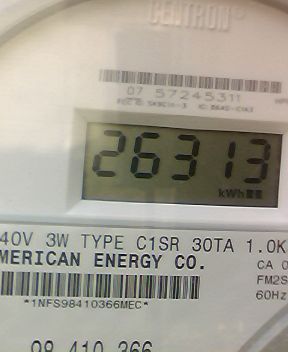 CENTRON®
07 57245311
26313
kWh
40V 3W TYPE C1SR 30TA 1.0K
MERICAN ENERGY CO.
CA 0
FM2S
60Hz
*1NFS98410366MEC*
98 410 366